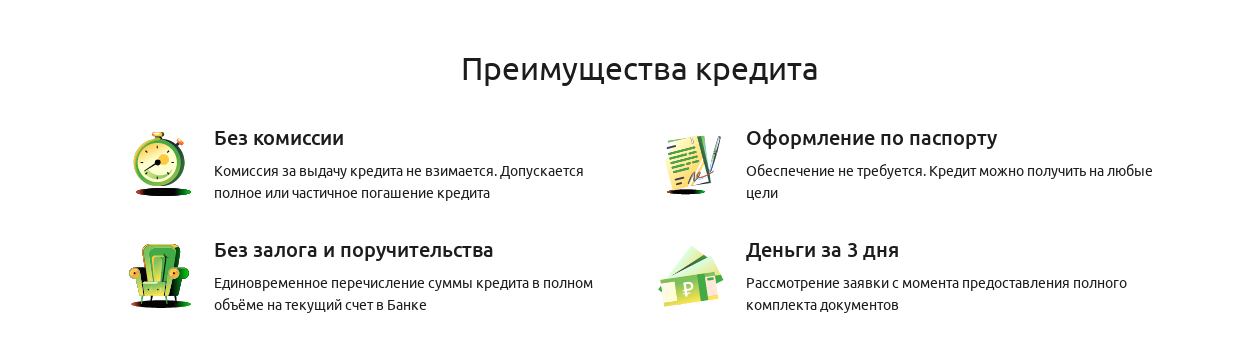 Преимущества кредита
Без комиссии
Комиссия за выдачу кредита не взимается. Допускается
полное или частичное погашение кредита
Оформление по паспорту
Обеспечение не требуется. Кредит можно получить на любые
цели
Без залога и поручительства
Единовременное перечисление суммы кредита в полном
объёме на текущий счет в Банке
Деньги за 3 дня
Рассмотрение заявки с момента предоставления полного
комплекта документов